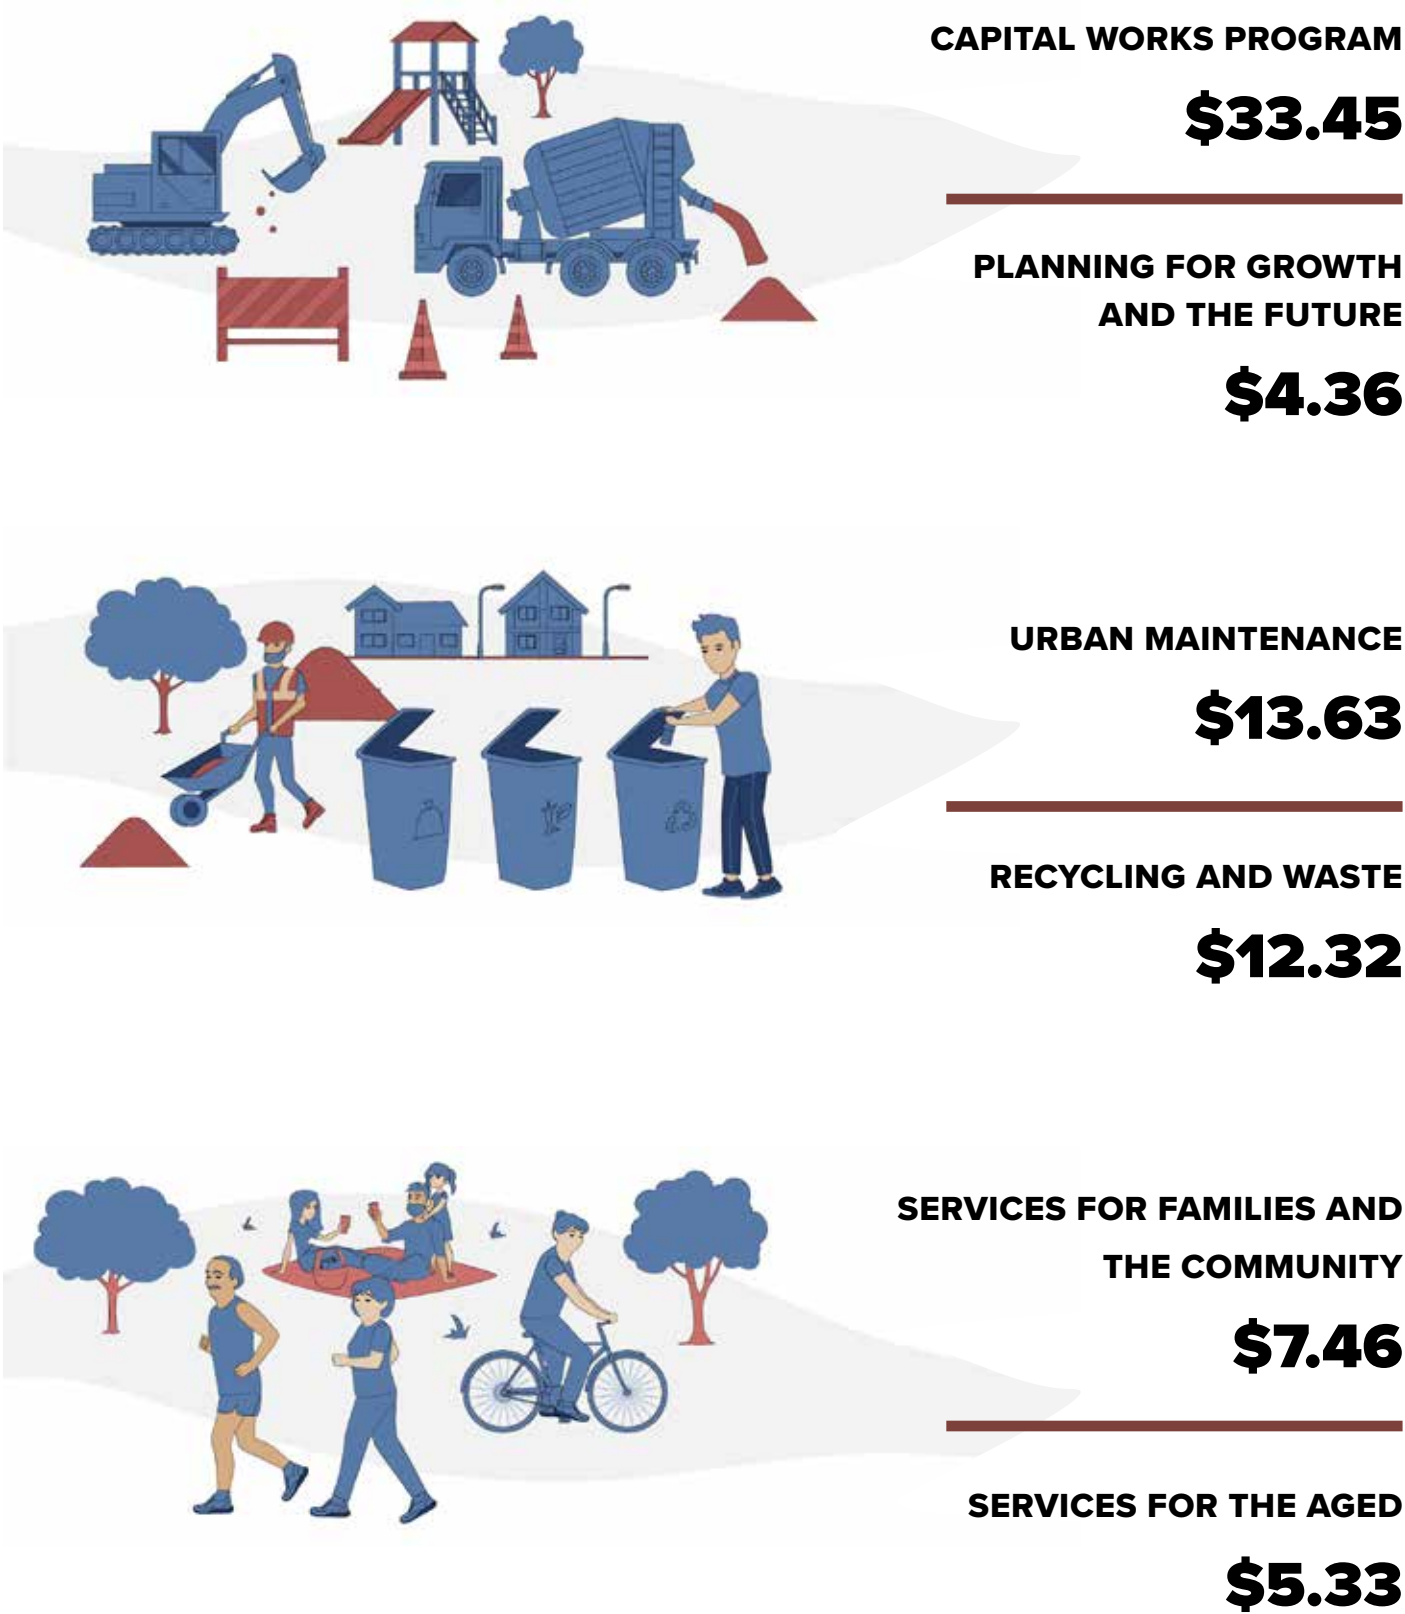 CAPITAL WORKS PROGRAM
$33.45
PLANNING FOR GROWTH
AND THE FUTURE
$4.36
URBAN MAINTENANCE
$13.63
RECYCLING AND WASTE
$12.32
SERVICES FOR FAMILIES AND
THE COMMUNITY
$7.46
SERVICES FOR THE AGED
$5.33